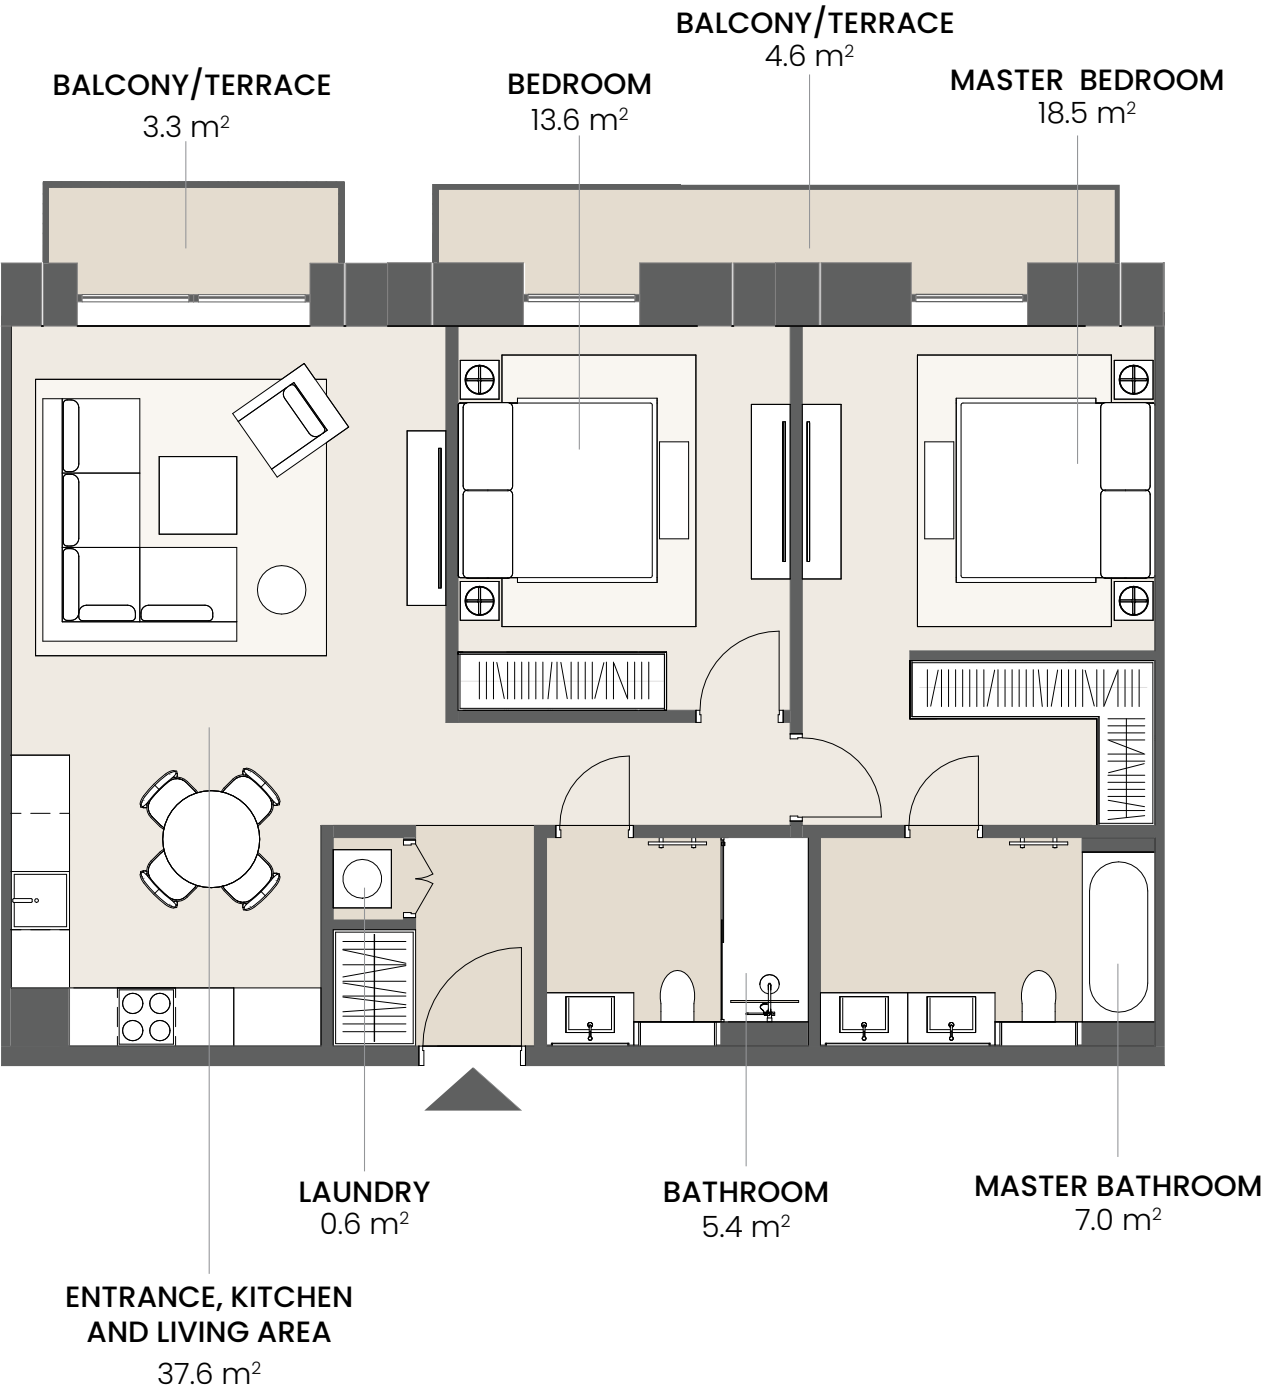 BALCONY/TERRACE
4.6 m²
BALCONY/TERRACE
3.3 m²
BEDROOM
13.6 m²
MASTER BEDROOM
18.5 m²
LAUNDRY
0.6 m²
BATHROOM
5.4 m²
MASTER BATHROOM
7.0 m²
ENTRANCE, KITCHEN
AND LIVING AREA
37.6 m²